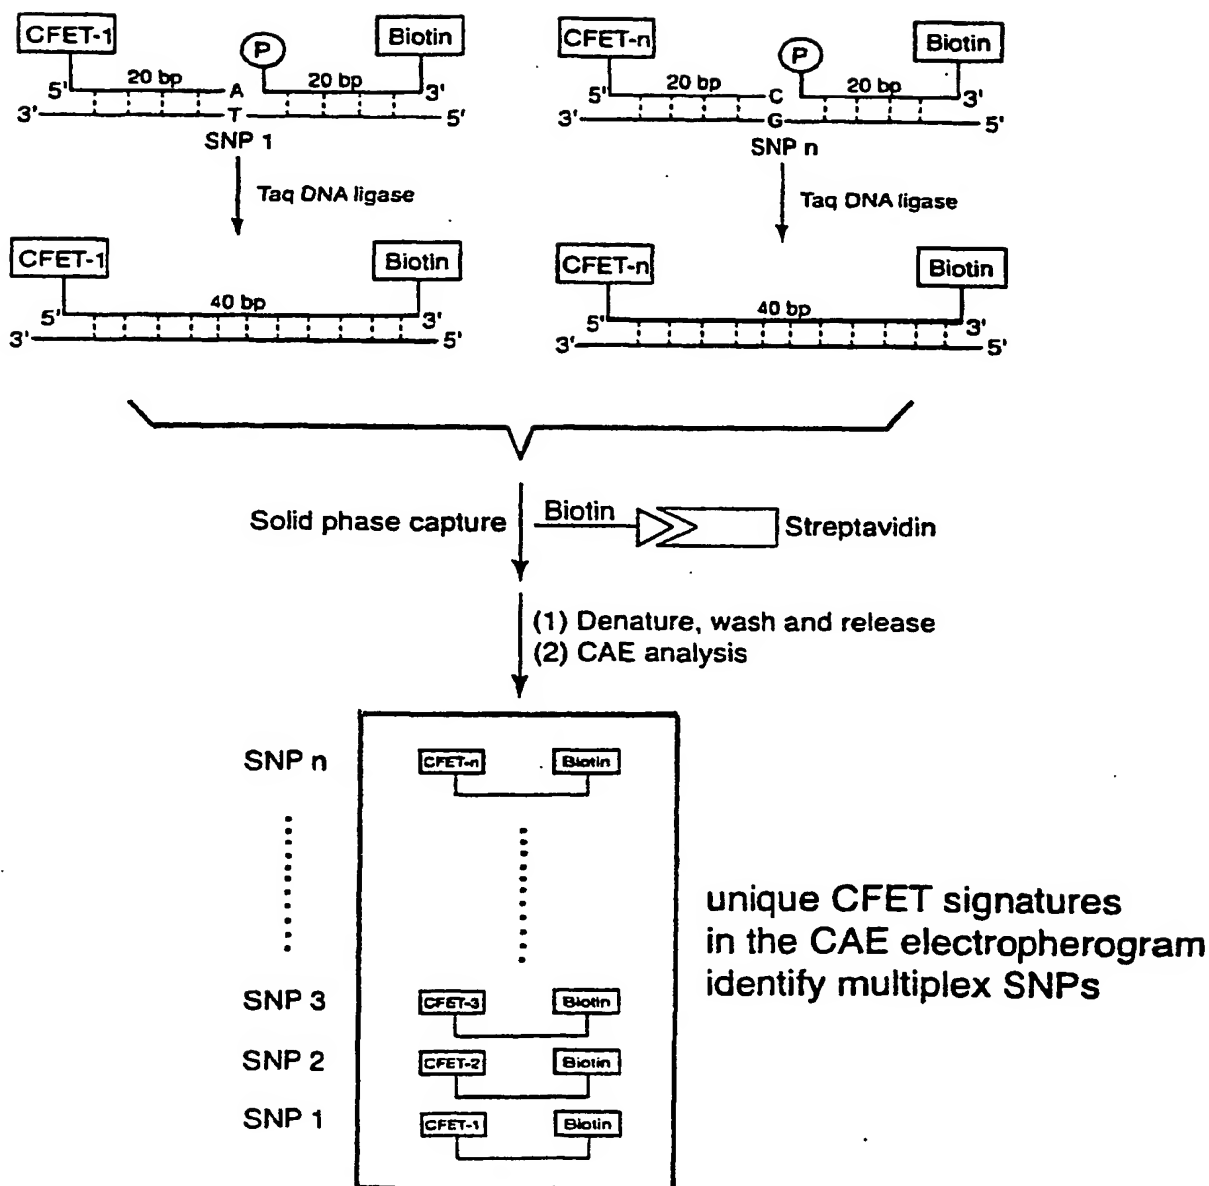 CFET-1 P Biotin
20 bp A 20 bp
5' 3'
3' T 5'
SNP 1
Taq DNA ligase
CFET-n P Biotin
20 bp C 20 bp
5' 3'
3' G 5'
SNP n
Taq DNA ligase
CFET-1 Biotin
40 bp
5' 3'
3' 5'
CFET-n Biotin
40 bp
5' 3'
3' 5'
Solid phase capture
Biotin
Streptavidin
(1) Denature, wash and release
(2) CAE analysis
SNP n CFET-n Biotin
SNP 3 CFET-3 Biotin
SNP 2 CFET-2 Biotin
SNP 1 CFET-1 Biotin
unique CFET signatures
in the CAE electropherogram
identify multiplex SNPs